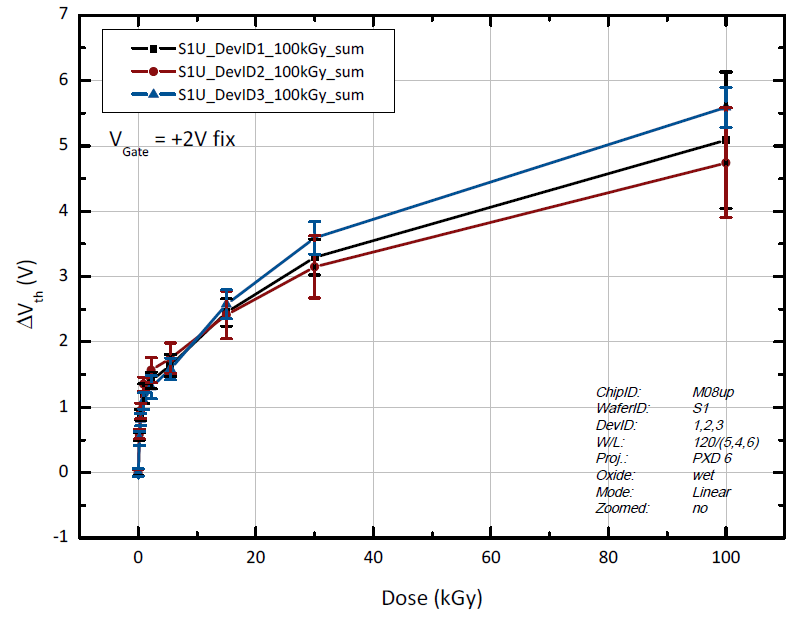 7
6
5
4
3
2
1
0
-1
ΔVth (V)
S1U_DevID1_100kGy_sum
S1U_DevID2_100kGy_sum
S1U_DevID3_100kGy_sum
VGate = +2V fix
ChipID: M08up
WaferID: S1
DevID: 1,2,3
W/L: 120/(5,4,6)
Proj.: PXD 6
Oxide: wet
Mode: Linear
Zoomed: no
0 20 40 60 80 100
Dose (kGy)